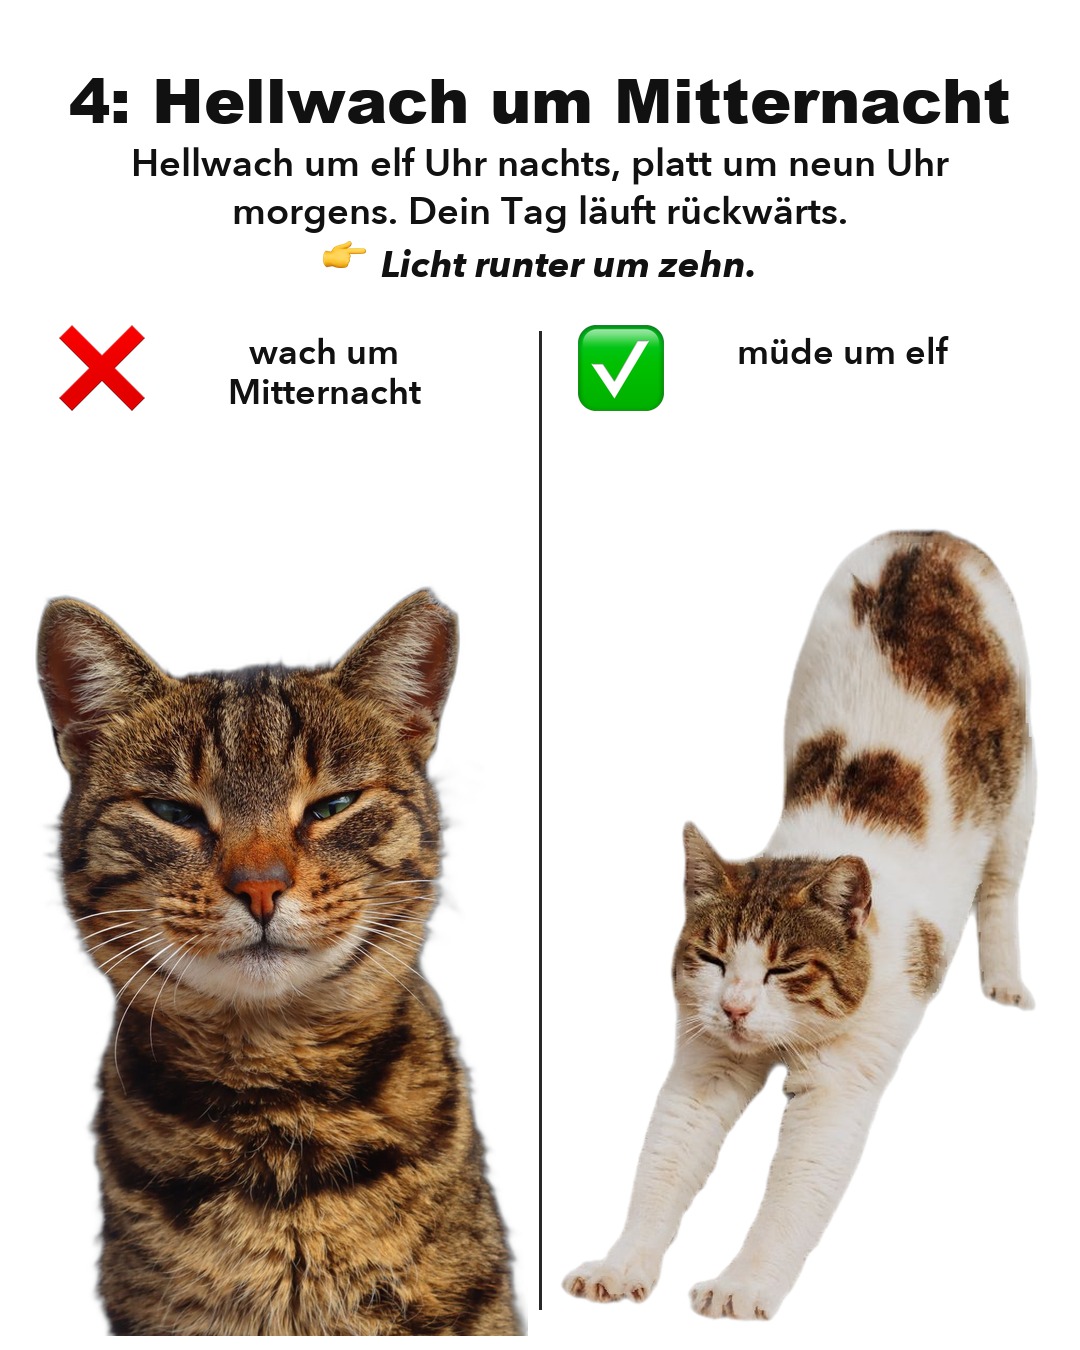 4: Hellwach um Mitternacht
Hellwach um elf Uhr nachts, platt um neun Uhr
morgens. Dein Tag läuft rückwärts.
👉 Licht runter um zehn.
❌ wach um
Mitternacht
✅ müde um elf